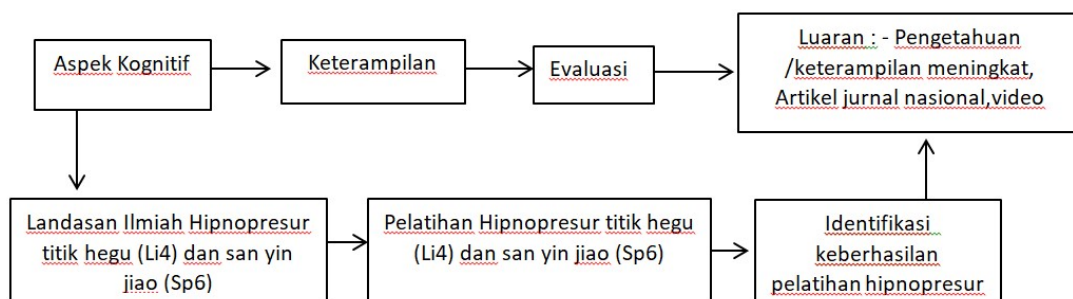 Aspek Kognitif
Keterampilan
Evaluasi
Luaran : - Pengetahuan
/keterampilan meningkat,
Artikel jurnal nasional,video
Landasan Ilmiah Hipnopresur
titik hegu (Li4) dan san yin
jiao (Sp6)
Pelatihan Hipnopresur titik hegu
(Li4) dan san yin jiao (Sp6)
Identifikasi
keberhasilan
pelatihan hipnopresur